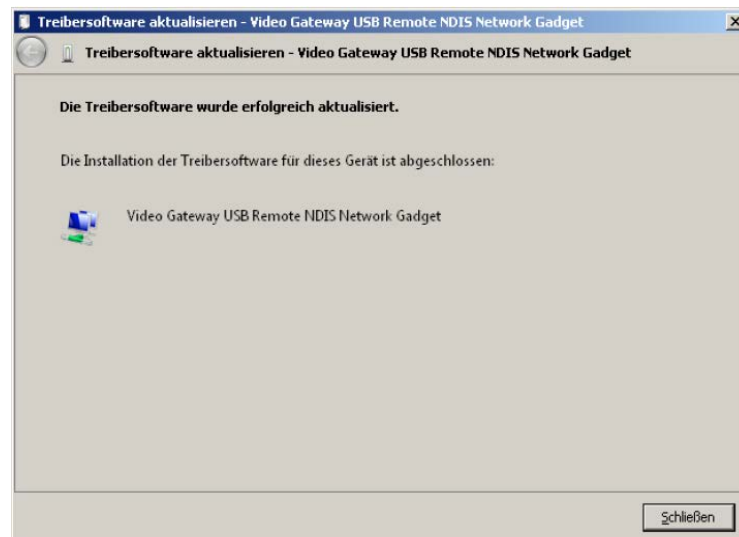 Treibersoftware aktualisieren - Video Gateway USB Remote NDIS Network Gadget
Treibersoftware aktualisieren - Video Gateway USB Remote NDIS Network Gadget
Die Treibersoftware wurde erfolgreich aktualisiert.
Die Installation der Treibersoftware für dieses Gerät ist abgeschlossen:
Video Gateway USB Remote NDIS Network Gadget
Schließen